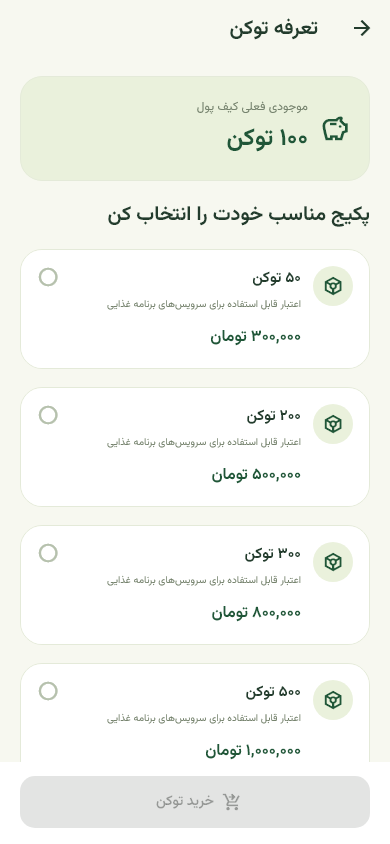 تعرفه توکن
موجودی فعلی کیف پول
۱۰۰ توکن
پکیج مناسب خودت را انتخاب کن
۵۰ توکن
اعتبار قابل استفاده برای سرویس‌های برنامه غذایی
۳۰۰,۰۰۰ تومان
۲۰۰ توکن
اعتبار قابل استفاده برای سرویس‌های برنامه غذایی
۵۰۰,۰۰۰ تومان
۳۰۰ توکن
اعتبار قابل استفاده برای سرویس‌های برنامه غذایی
۸۰۰,۰۰۰ تومان
۵۰۰ توکن
اعتبار قابل استفاده برای سرویس‌های برنامه غذایی
۱,۰۰۰,۰۰۰ تومان
خرید توکن